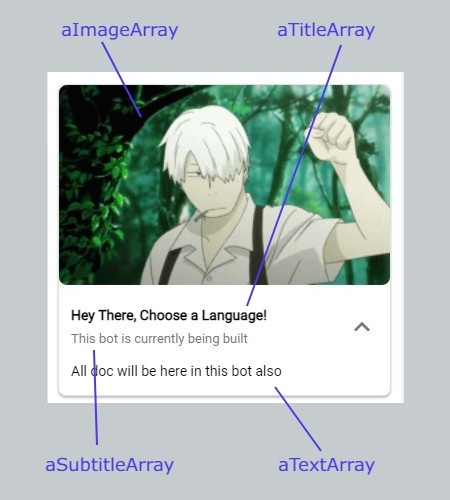 aImageArray aTitleArray
Hey There, Choose a Language!
This bot is currently being built
All doc will be here in this bot also
aSubtitleArray aTextArray